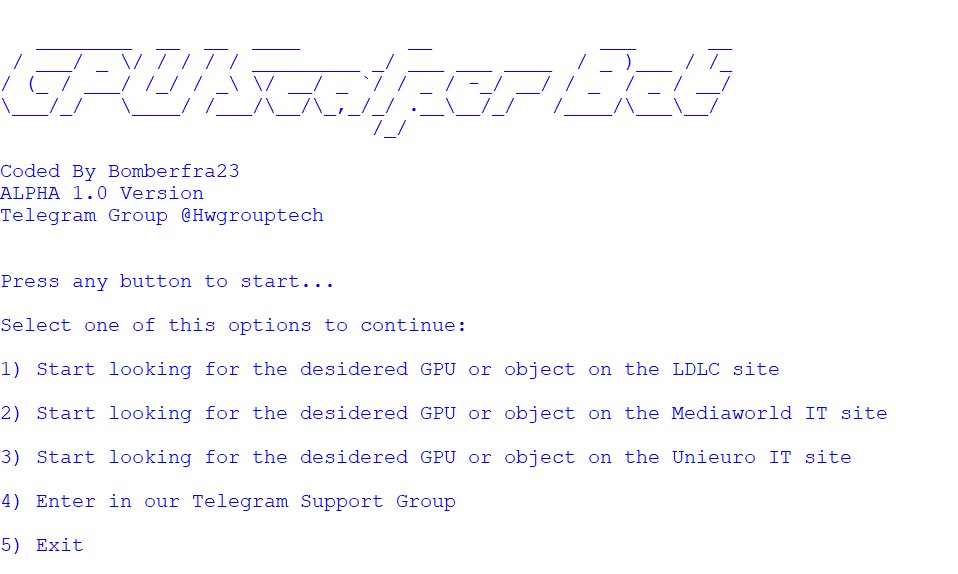 GPU Scalper Bot
Coded By Bomberfra23
ALPHA 1.0 Version
Telegram Group @Hwgrouptech
Press any button to start...
Select one of this options to continue:
1) Start looking for the desidered GPU or object on the LDLC site
2) Start looking for the desidered GPU or object on the Mediaworld IT site
3) Start looking for the desidered GPU or object on the Unieuro IT site
4) Enter in our Telegram Support Group
5) Exit